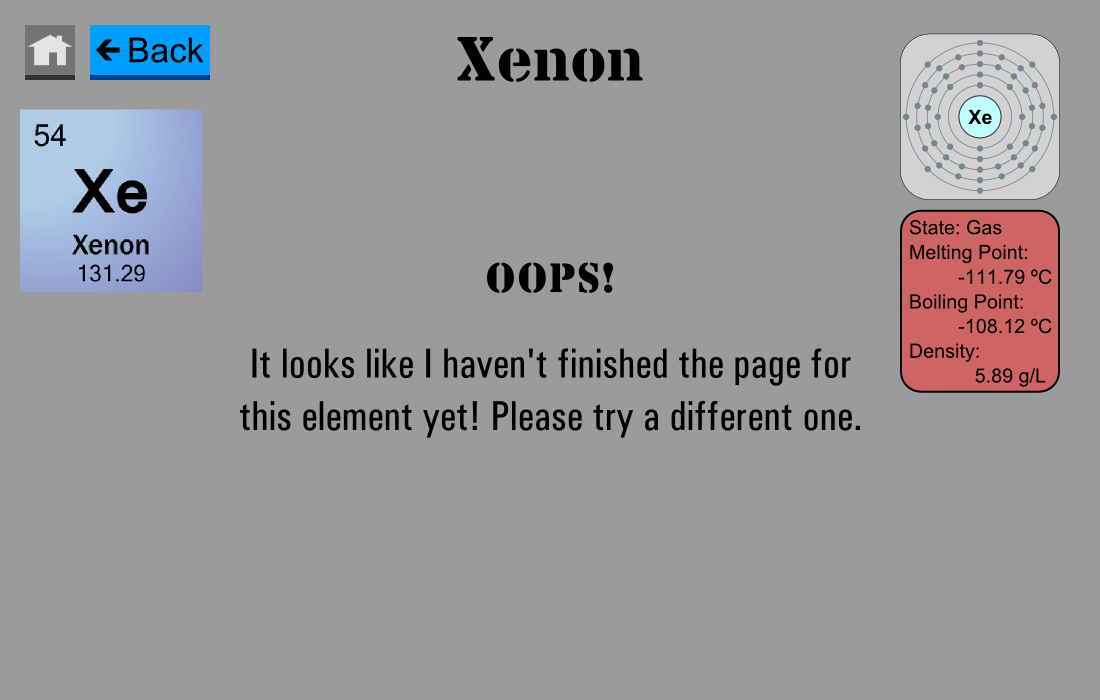 Back
Xenon
54
Xe
Xenon
131.29
Xe
State: Gas
Melting Point:
-111.79 ºC
Boiling Point:
-108.12 ºC
Density:
5.89 g/L
OOPS!
It looks like I haven't finished the page for
this element yet! Please try a different one.